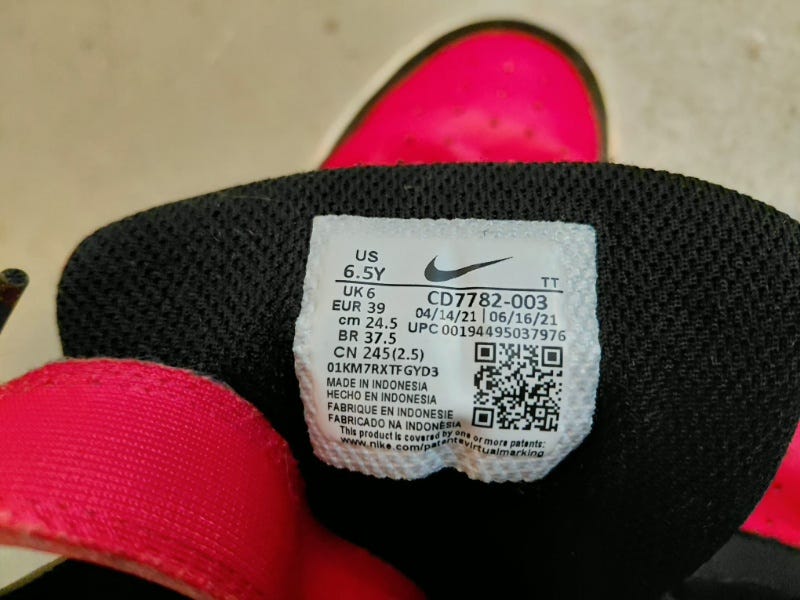 US
6.5Y
TT
UK 6
EUR 39
cm 24.5
BR 37.5
CN 245(2.5)
CD7782-003
04/14/21 | 06/16/21
UPC 00194495037976
01KM7RXTFGYD3
MADE IN INDONESIA
HECHO EN INDONESIA
FABRIQUE EN INDONESIE
FABRICADO NA INDONÉSIA
This product is covered by one or more patents:
www.nike.com/patentsvirtualmarking